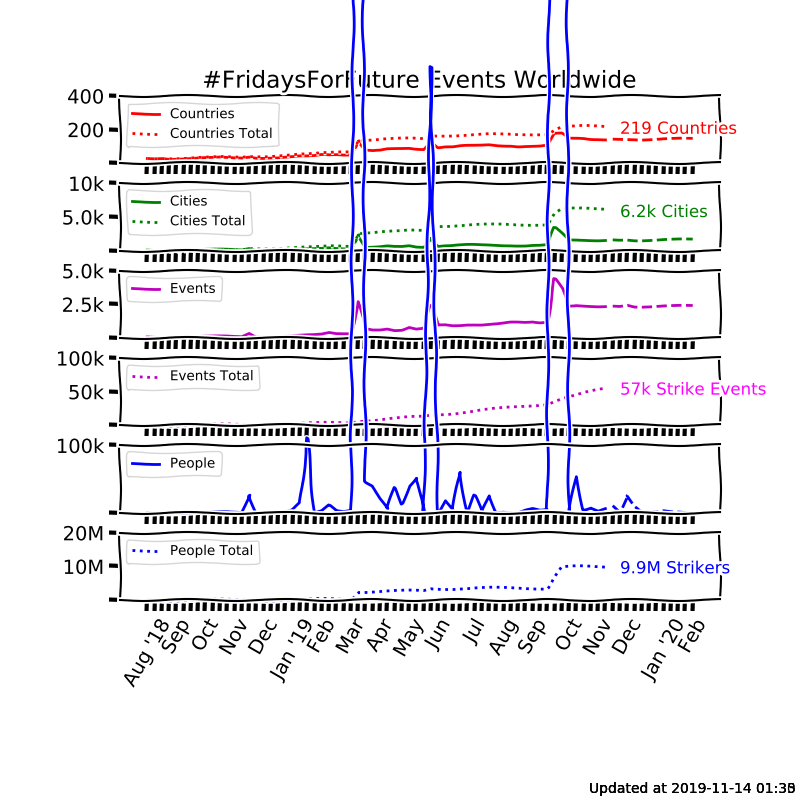 #FridaysForFuture Events Worldwide
400
200
Countries
Countries Total
219 Countries
10k
5.0k
Cities
Cities Total
6.2k Cities
5.0k
2.5k
Events
100k
50k
Events Total
57k Strike Events
100k
People
20M
10M
People Total
9.9M Strikers
Aug '18
Sep
Oct
Nov
Dec
Jan '19
Feb
Mar
Apr
May
Jun
Jul
Aug
Sep
Oct
Nov
Dec
Jan '20
Feb
Updated at 2019-11-14